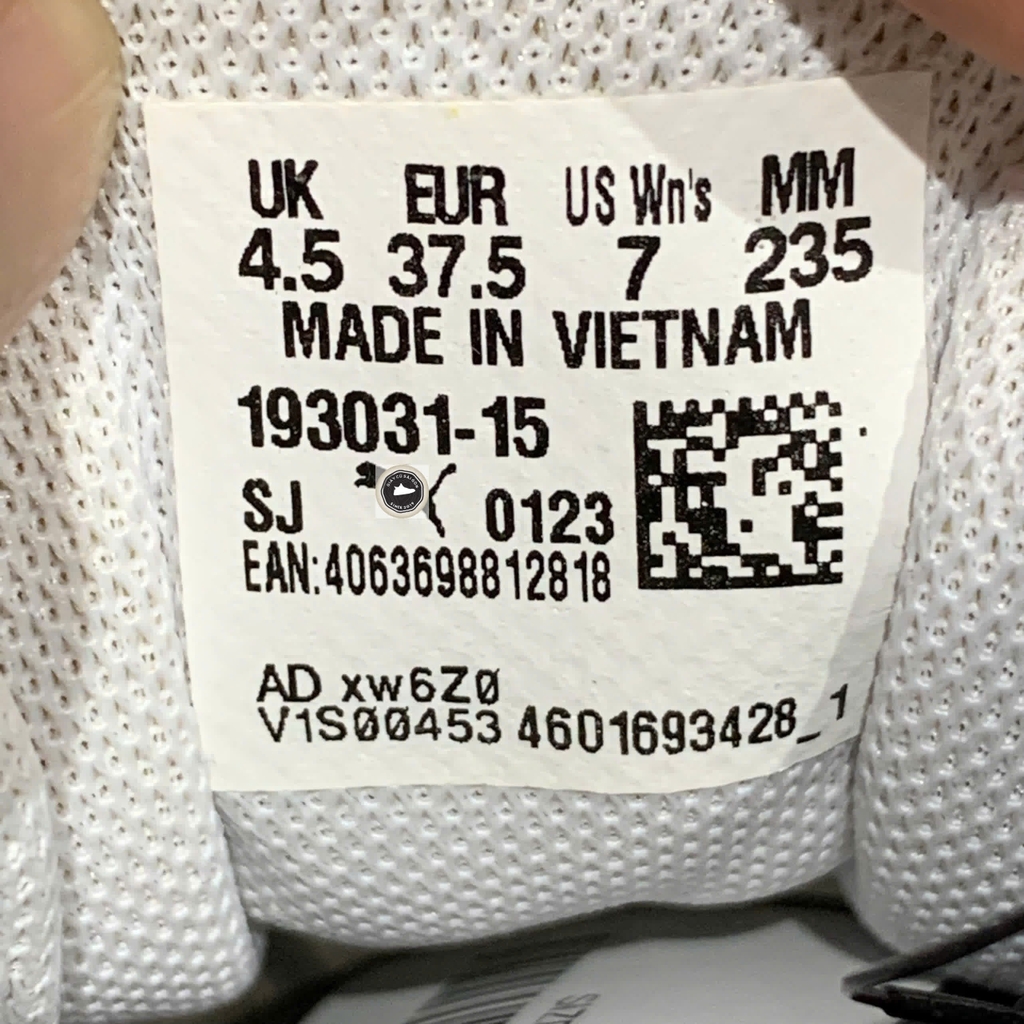 UK EUR US Wn's MM
4.5 37.5 7 235
MADE IN VIETNAM
193031-15
SJ 0123
EAN:4063698812818
AD xw6Z0
V1S00453 4601693428_1